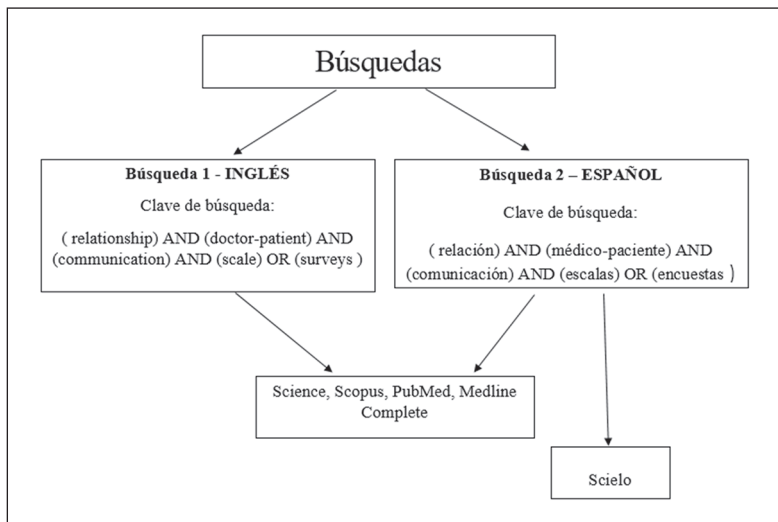 Búsquedas
Búsqueda 1 - INGLÉS
Clave de búsqueda:
( relationship) AND (doctor-patient) AND
(communication) AND (scale) OR (surveys )
Búsqueda 2 – ESPAÑOL
Clave de búsqueda:
( relación) AND (médico-paciente) AND
(comunicación) AND (escalas) OR (encuestas )
Science, Scopus, PubMed, Medline
Complete
Scielo